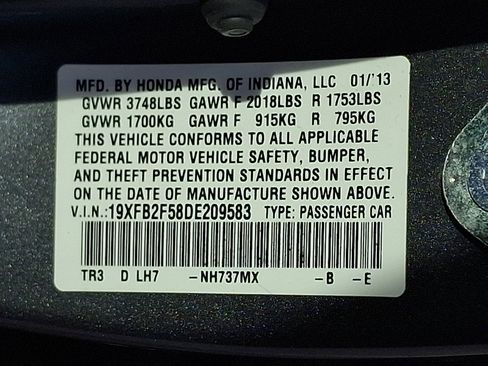 MFD. BY HONDA MFG. OF INDIANA, LLC 01/'13
GVWR 3748LBS GAWR F 2018LBS R 1753LBS
GVWR 1700KG GAWR F 915KG R 795KG
THIS VEHICLE CONFORMS TO ALL APPLICABLE
FEDERAL MOTOR VEHICLE SAFETY, BUMPER,
AND THEFT PREVENTION STANDARDS IN EFFECT
ON THE DATE OF MANUFACTURE SHOWN ABOVE.
V.I.N.:19XFB2F58DE209583 TYPE: PASSENGER CAR
TR3 D LH7 -NH737MX -B -E